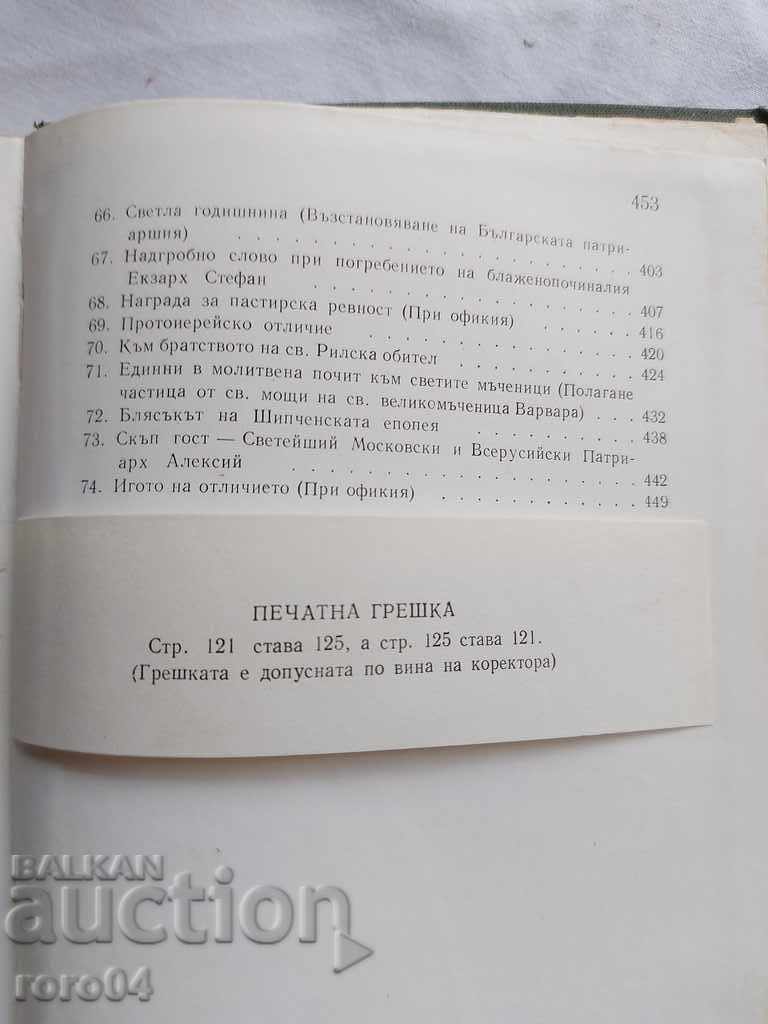 453
66. Светла годишнина (Възстановяване на Българската патри-
аршия) . . . . . . . . . . . . . . 403
67. Надгробно слово при погребението на блаженопочиналия
Екзарх Стефан . . . . . . . . . . . . 407
68. Награда за пастирска ревност (При офикия) . . . . . 416
69. Протоиерейско отличие . . . . . . . . . . 420
70. Към братството на св. Рилска обител . . . . . . . 424
71. Единни в молитвена почит към светите мъченици (Полагане
частица от св. мощи на св. великомъченица Варвара) . . . 432
72. Блясъкът на Шипченската епопея . . . . . . . . 438
73. Скъп гост — Светейший Московски и Всерусийски Патри-
арх Алексий . . . . . . . . . . . . . 442
74. Игото на отличието (При офикия) . . . . . . . . 449
ПЕЧАТНА ГРЕШКА
Стр. 121 става 125, а стр. 125 става 121.
(Грешката е допусната по вина на коректора)
BALKAN
auction
roro04